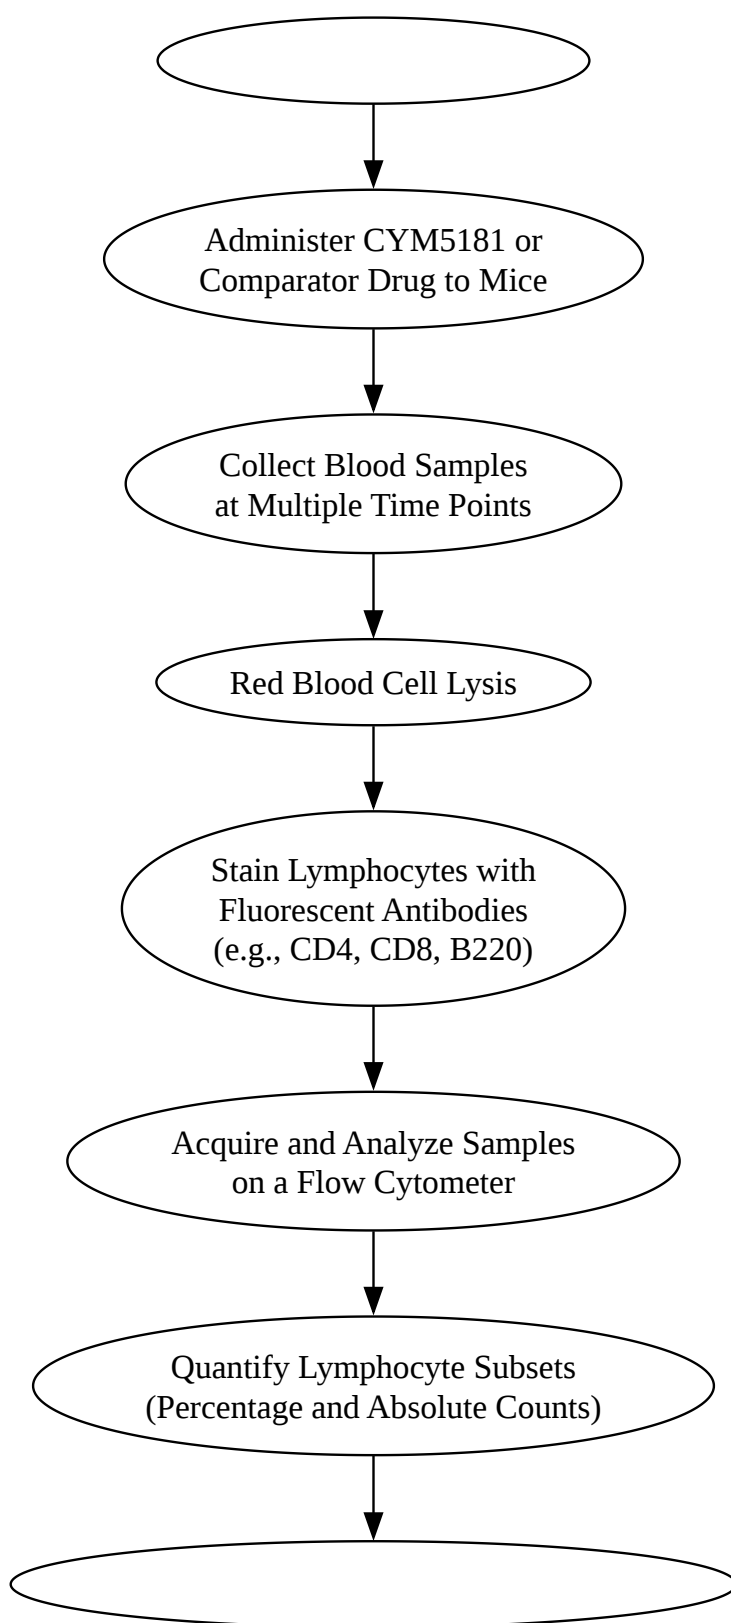 Administer CYM5181 or
Comparator Drug to Mice
Collect Blood Samples
at Multiple Time Points
Red Blood Cell Lysis
Stain Lymphocytes with
Fluorescent Antibodies
(e.g., CD4, CD8, B220)
Acquire and Analyze Samples
on a Flow Cytometer
Quantify Lymphocyte Subsets
(Percentage and Absolute Counts)